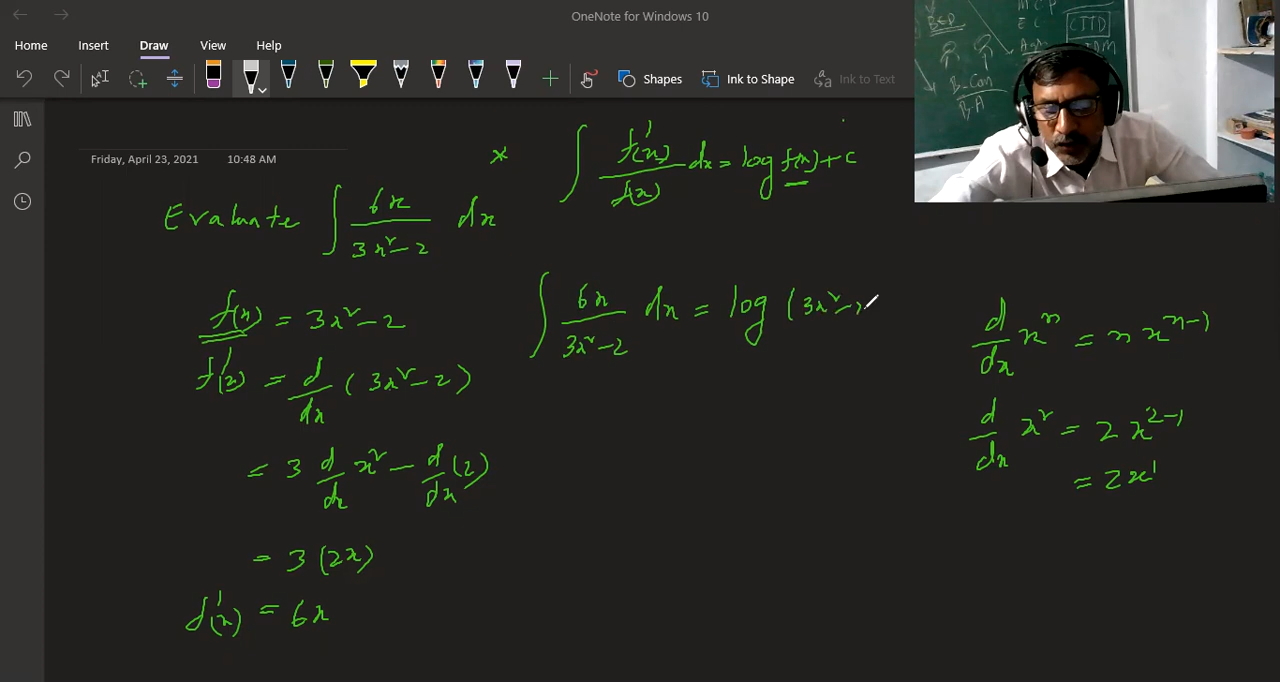 OneNote for Windows 10
Home Insert Draw View Help
Shapes Ink to Shape Ink to Text
Friday, April 23, 2021 10:48 AM
* ∫ f'(x)/f(x) dx = log f(x) + c
Evaluate ∫ 6x/(3x²-2) dx
f(x) = 3x²-2
f'(x) = d/dx (3x²-2)
= 3 d/dx x² - d/dx (2)
= 3 (2x)
f'(x) = 6x
∫ 6x/(3x²-2) dx = log (3x²-2
d/dx xⁿ = n xⁿ⁻¹
d/dx x² = 2 x²⁻¹
= 2x¹
M C P
B.E.D
E C
CITD
B-Com
B.A